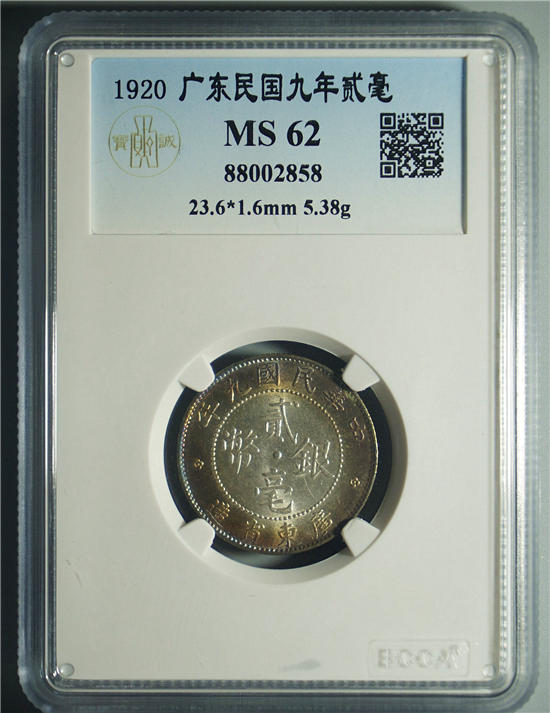 1920 广东民国九年贰毫
MS 62
88002858
23.6*1.6mm 5.38g
寶 誠
中華民國九年
貳毫
銀幣
廣東省造